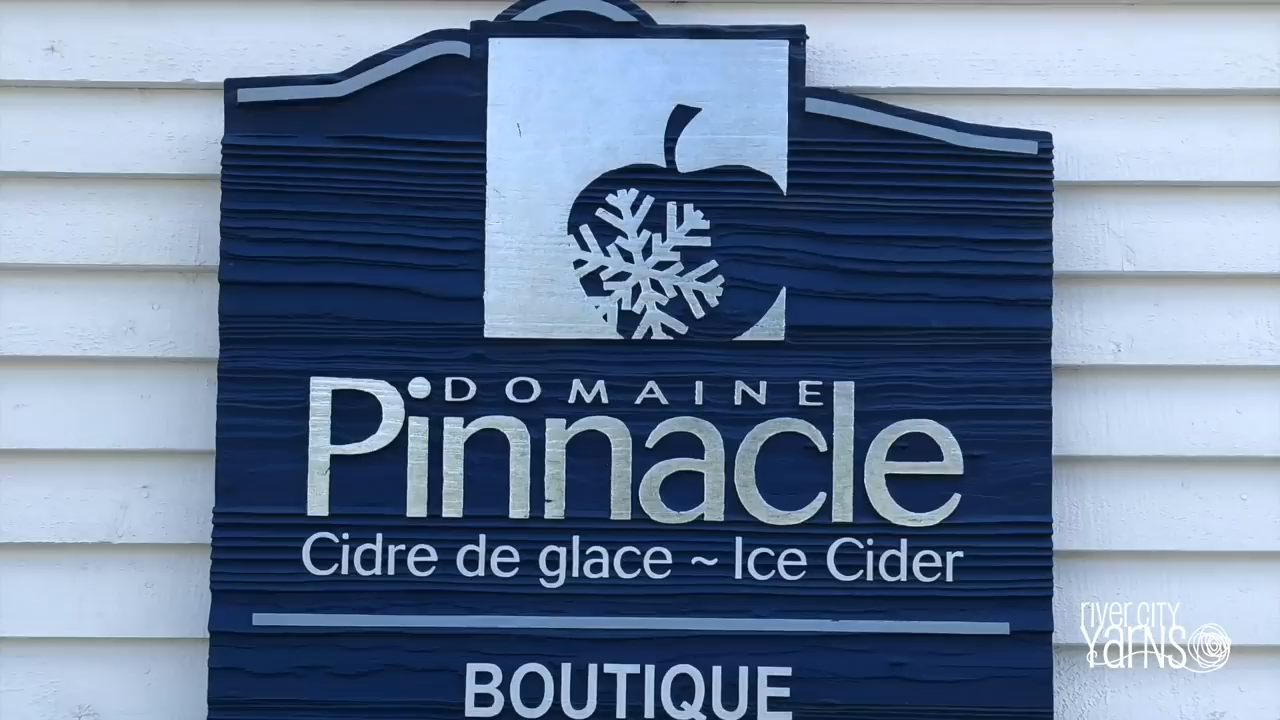 DOMAINE
Pinnacle
Cidre de glace ~ Ice Cider
BOUTIQUE
river city
Yarns